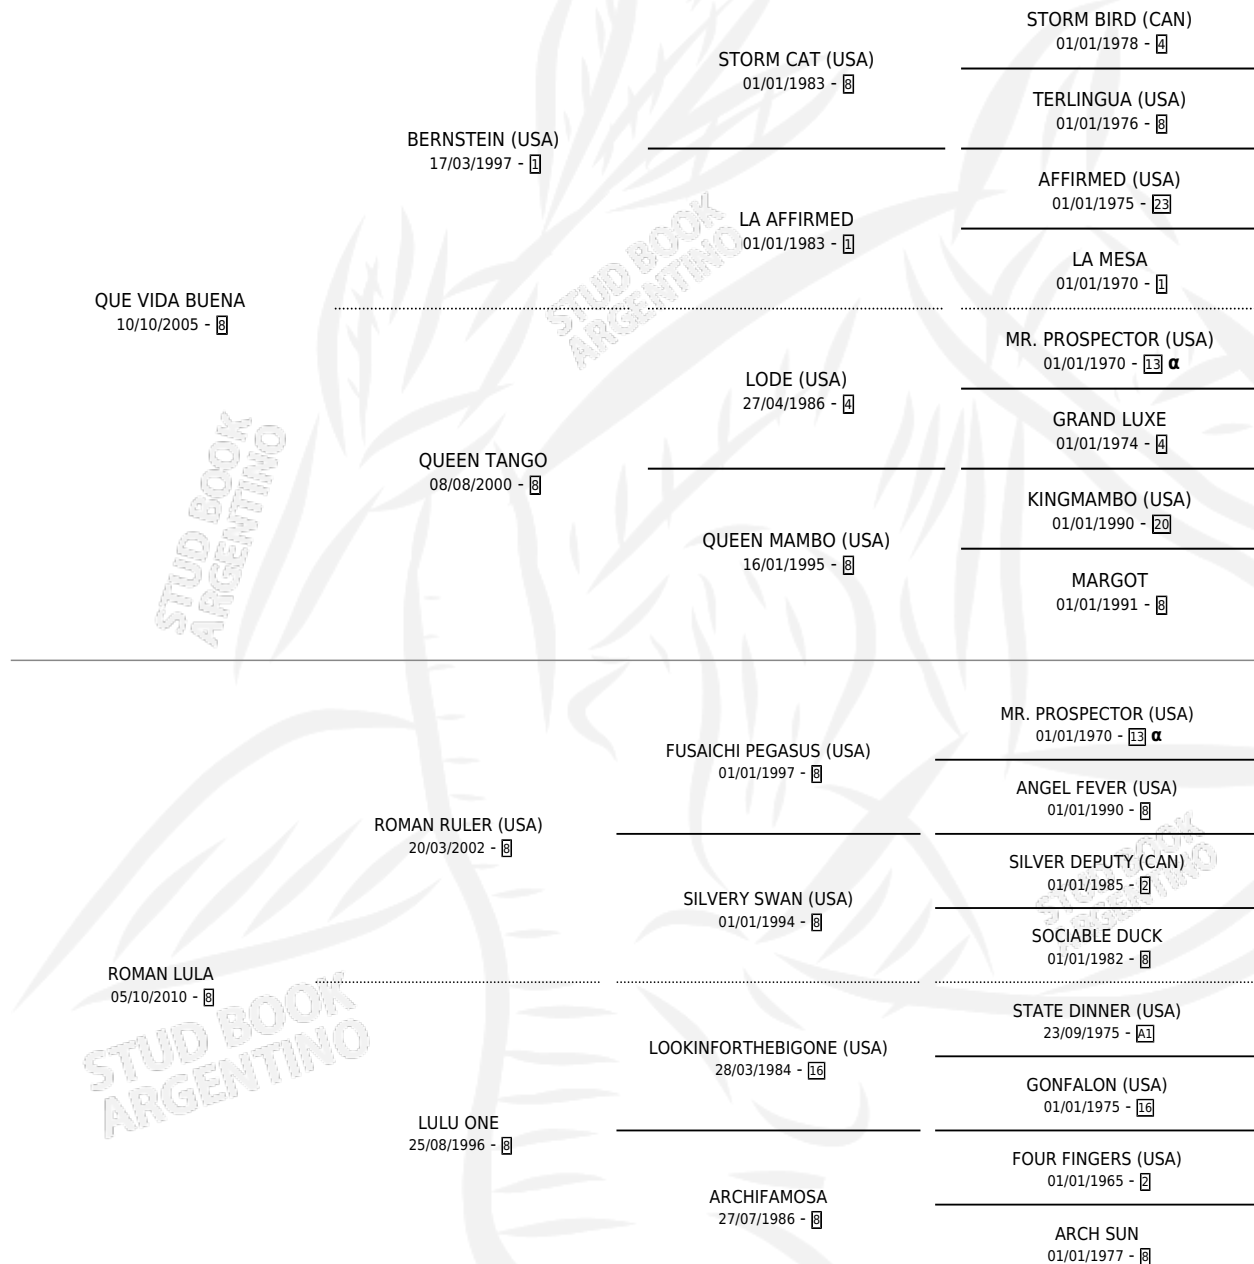 STORM BIRD (CAN)
01/01/1978 - 4
STORM CAT (USA)
01/01/1983 - 8
TERLINGUA (USA)
01/01/1976 - 8
BERNSTEIN (USA)
17/03/1997 - 1
AFFIRMED (USA)
01/01/1975 - 23
LA AFFIRMED
01/01/1983 - 1
LA MESA
01/01/1970 - 1
QUE VIDA BUENA
10/10/2005 - 8
MR. PROSPECTOR (USA)
01/01/1970 - 13 α
LODE (USA)
27/04/1986 - 4
GRAND LUXE
01/01/1974 - 4
QUEEN TANGO
08/08/2000 - 8
KINGMAMBO (USA)
01/01/1990 - 20
QUEEN MAMBO (USA)
16/01/1995 - 8
MARGOT
01/01/1991 - 8
STUD BOOK
ARGENTINO
STUD BOOK
ARGENTINO
MR. PROSPECTOR (USA)
01/01/1970 - 13 α
FUSAICHI PEGASUS (USA)
01/01/1997 - 8
ANGEL FEVER (USA)
01/01/1990 - 8
ROMAN RULER (USA)
20/03/2002 - 8
SILVER DEPUTY (CAN)
01/01/1985 - 2
SILVERY SWAN (USA)
01/01/1994 - 8
SOCIABLE DUCK
01/01/1982 - 8
ROMAN LULA
05/10/2010 - 8
STATE DINNER (USA)
23/09/1975 - A1
LOOKINFORTHEBIGONE (USA)
28/03/1984 - 16
GONFALON (USA)
01/01/1975 - 16
LULU ONE
25/08/1996 - 8
FOUR FINGERS (USA)
01/01/1965 - 2
ARCHIFAMOSA
27/07/1986 - 8
ARCH SUN
01/01/1977 - 8
STUD BOOK
ARGENTINO
STUD BOOK
ARGENTINO